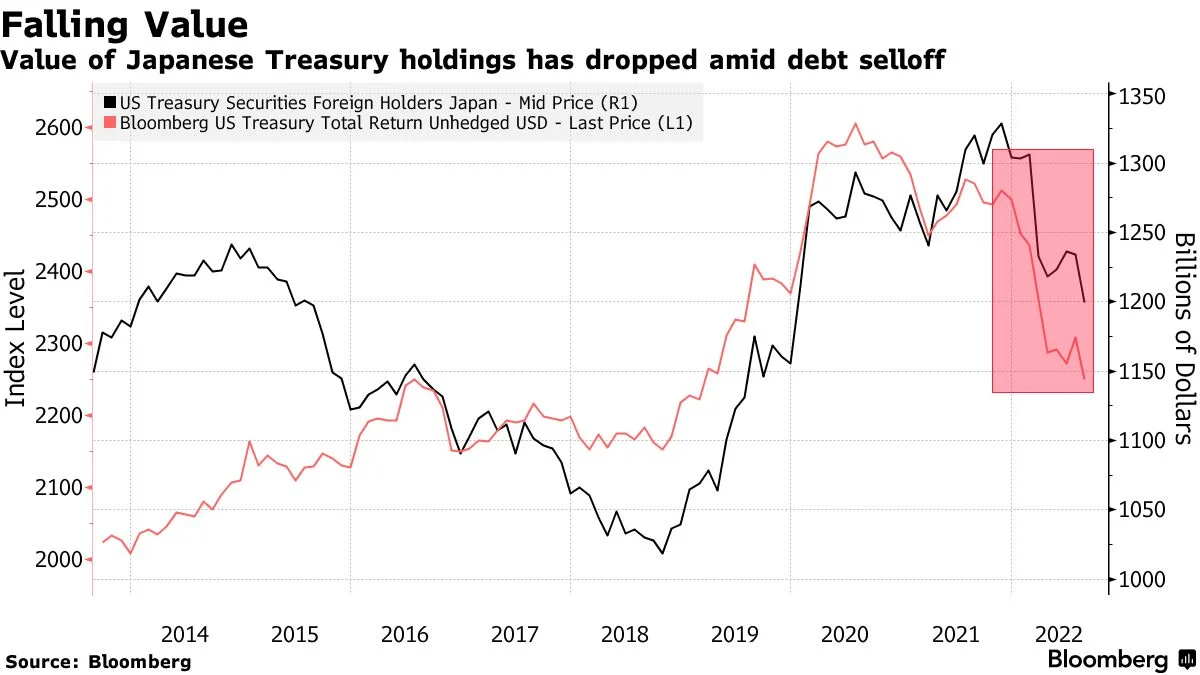 Falling Value
Value of Japanese Treasury holdings has dropped amid debt selloff
US Treasury Securities Foreign Holders Japan - Mid Price (R1)
Bloomberg US Treasury Total Return Unhedged USD - Last Price (L1)
Index Level
2600
2500
2400
2300
2200
2100
2000
1350
1300
1250
1200
1150
1100
1050
1000
Billions of Dollars
2014 2015 2016 2017 2018 2019 2020 2021 2022
Source: Bloomberg
Bloomberg